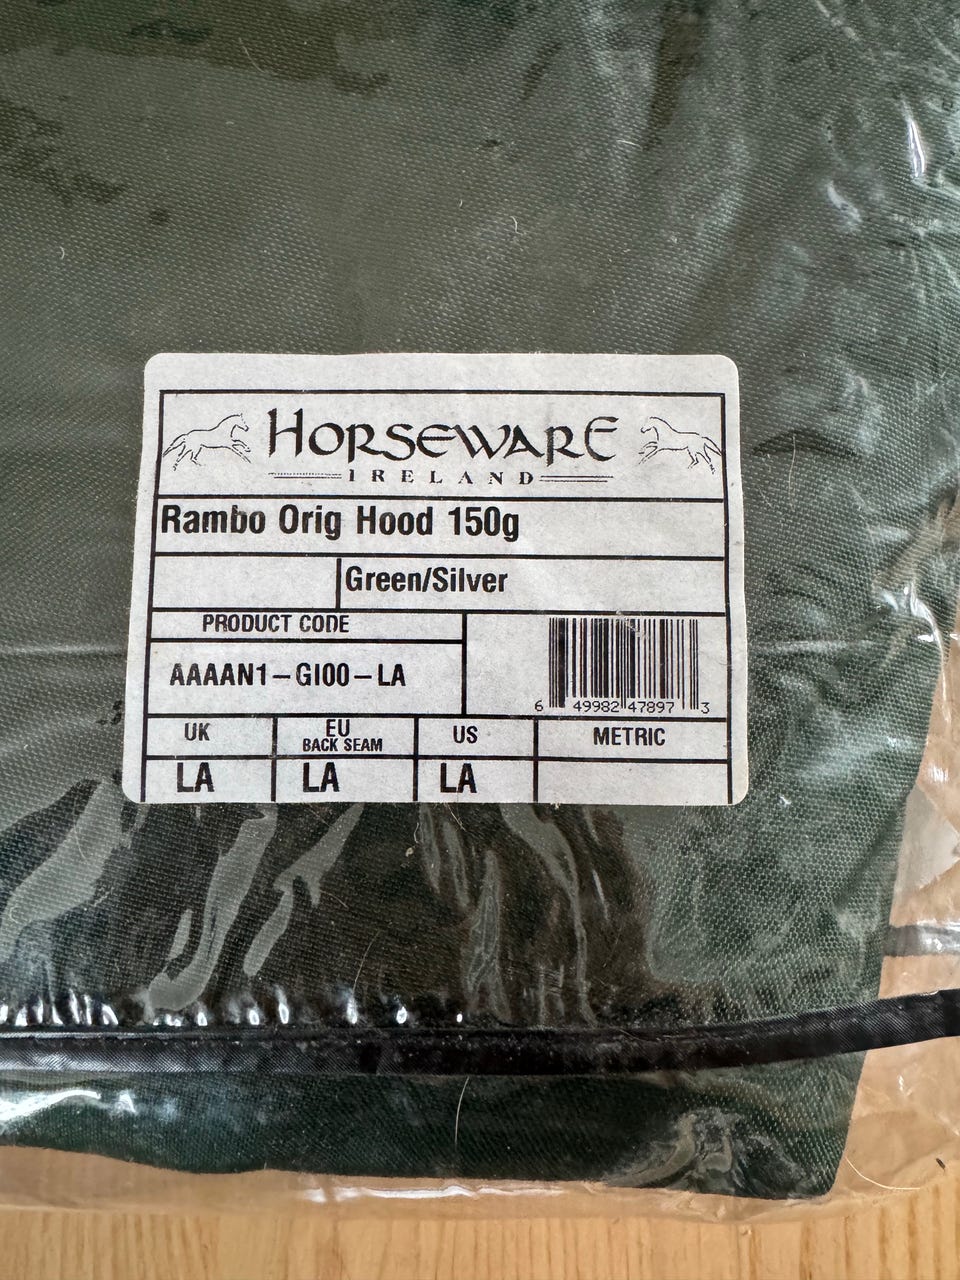 HORSEWARE
IRELAND
Rambo Orig Hood 150g
Green/Silver
PRODUCT CODE
AAAAN1-GI00-LA
6 49982 47897 3
UK EU BACK SEAM US METRIC
LA LA LA